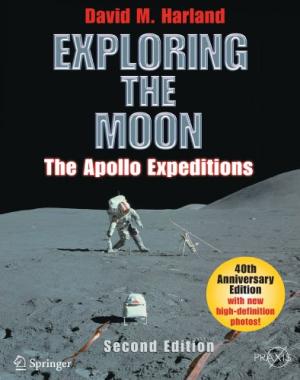 David M. Harland
EXPLORING
THE
MOON
The Apollo Expeditions
40th
Anniversary
Edition
with new
high-definition
photos!
PRAXIS
Second Edition
Springer